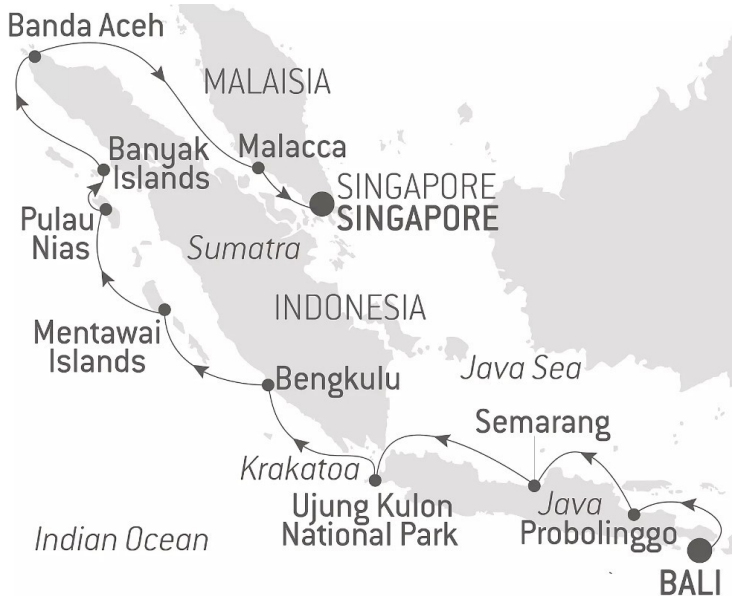 Banda Aceh
MALAISIA
Malacca
Banyak
Islands
SINGAPORE
SINGAPORE
Pulau
Nias
Sumatra
INDONESIA
Mentawai
Islands
Bengkulu
Java Sea
Semarang
Krakatoa
Ujung Kulon
National Park
Java
Probolinggo
Indian Ocean
BALI